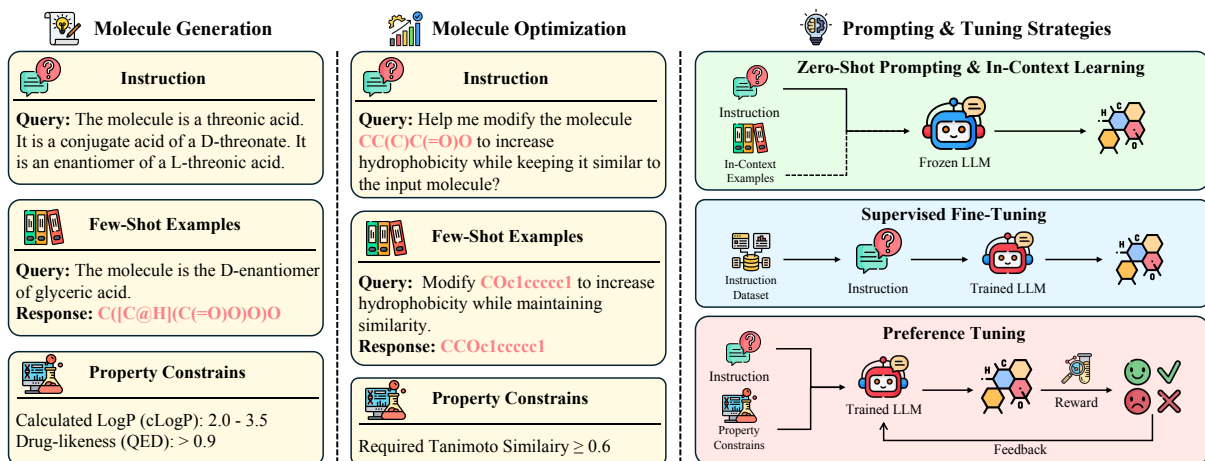 Molecule Generation
Instruction
Query: The molecule is a threonic acid.
It is a conjugate acid of a D-threonate. It
is an enantiomer of a L-threonic acid.
Few-Shot Examples
Query: The molecule is the D-enantiomer
of glyceric acid.
Response: C([C@H](C(=O)O)O)O
Property Constrains
Calculated LogP (cLogP): 2.0 - 3.5
Drug-likeness (QED): > 0.9
Molecule Optimization
Instruction
Query: Help me modify the molecule
CC(C)C(=O)O to increase
hydrophobicity while keeping it similar to
the input molecule?
Few-Shot Examples
Query: Modify COc1ccccc1 to increase
hydrophobicity while maintaining
similarity.
Response: CCOc1ccccc1
Property Constrains
Required Tanimoto Similairy ≥ 0.6
Prompting & Tuning Strategies
Zero-Shot Prompting & In-Context Learning
Instruction
In-Context
Examples
Frozen LLM
H
C
O
Supervised Fine-Tuning
Instruction
Dataset
Instruction
Trained LLM
H
C
O
Preference Tuning
Instruction
Property
Constrains
Trained LLM
H
C
O
Reward
Feedback